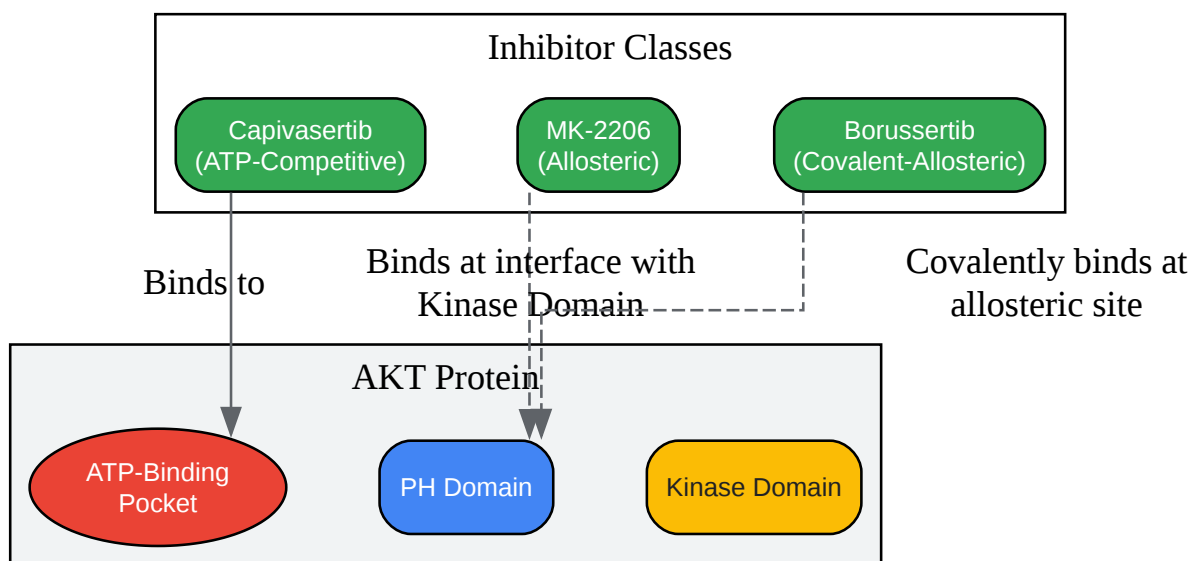 Inhibitor Classes
Capivasertib
(ATP-Competitive)
MK-2206
(Allosteric)
Borussertib
(Covalent-Allosteric)
Binds to
Binds at interface with
Kinase Domain
Covalently binds at
allosteric site
AKT Protein
ATP-Binding
Pocket
PH Domain
Kinase Domain